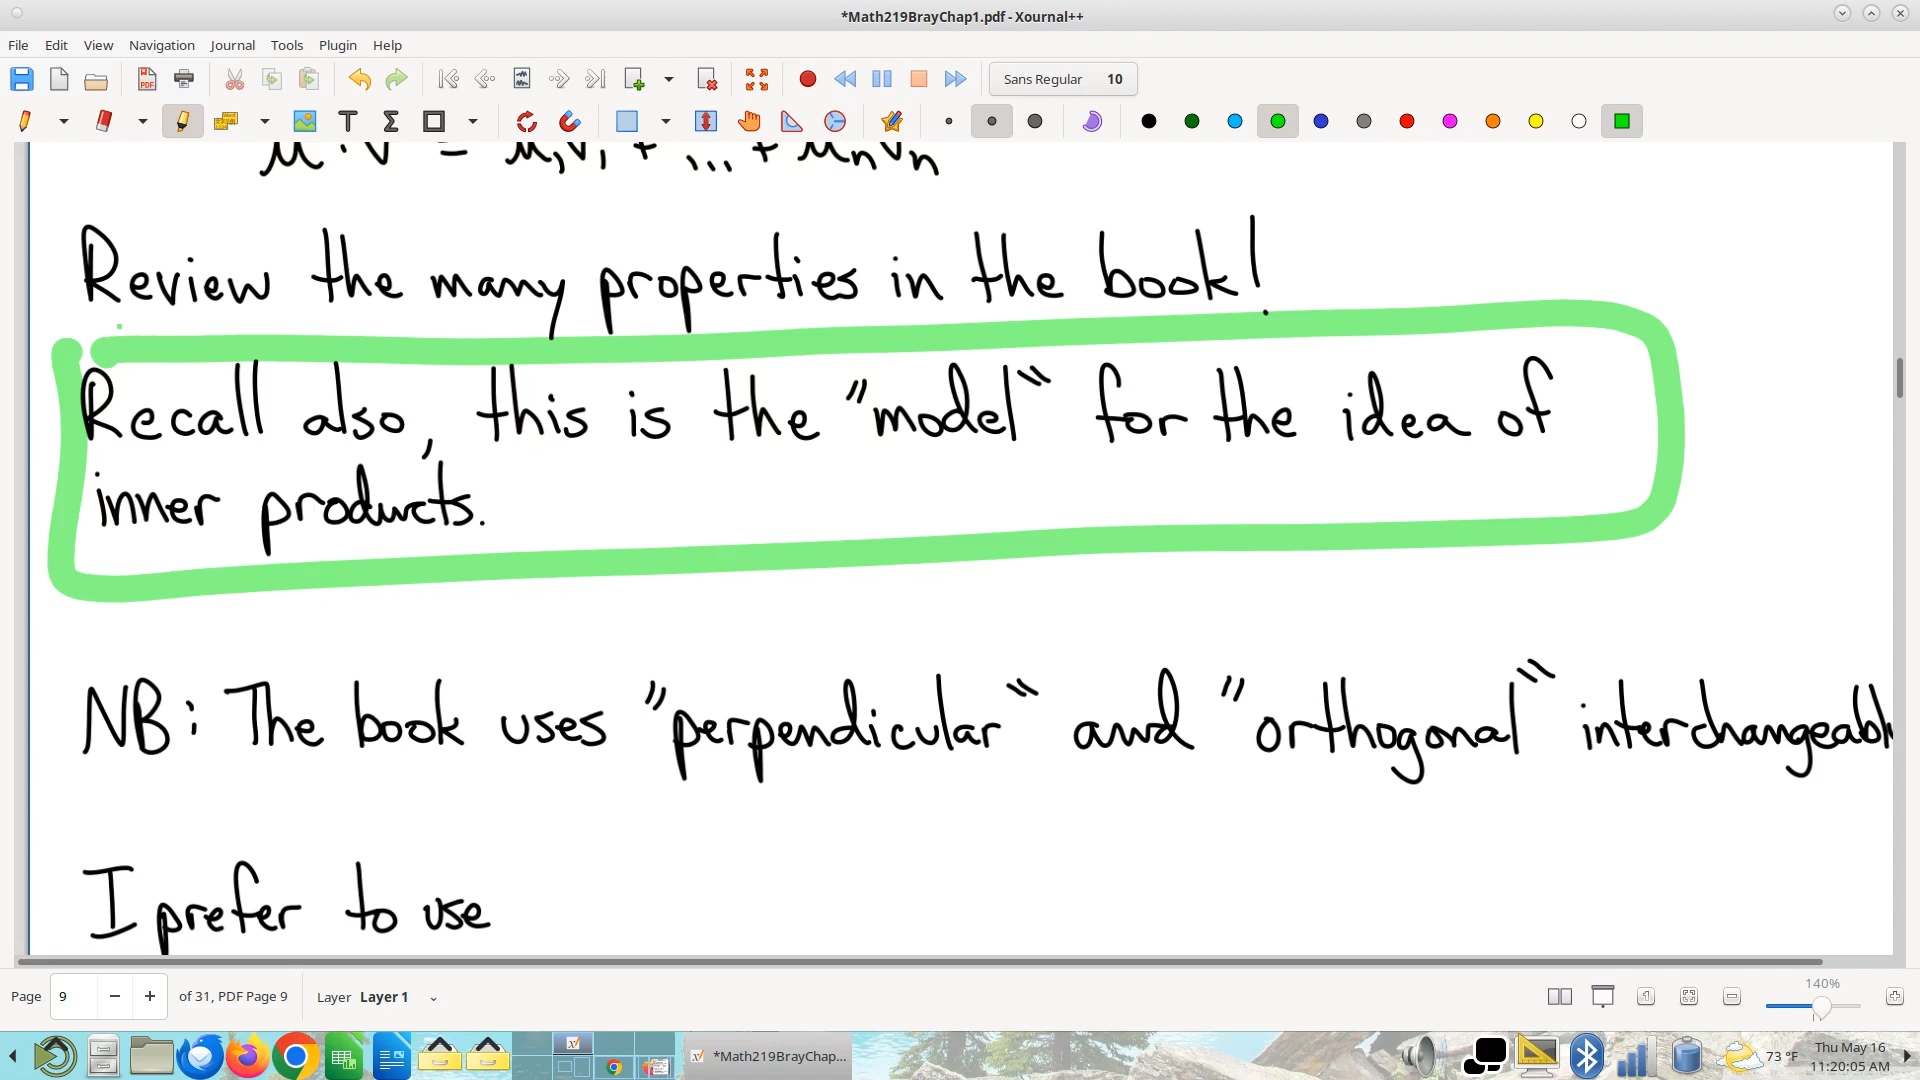 *Math219BrayChap1.pdf - Xournal++
File Edit View Navigation Journal Tools Plugin Help
Sans Regular 10
u · v = u₁v₁ + ... + uₙvₙ
Review the many properties in the book!
Recall also, this is the "model" for the idea of
inner products.
NB: The book uses "perpendicular" and "orthogonal" interchangeably
I prefer to use
Page 9 of 31, PDF Page 9 Layer Layer 1
140%
*Math219BrayChap...
73 °F
Thu May 16
11:20:05 AM